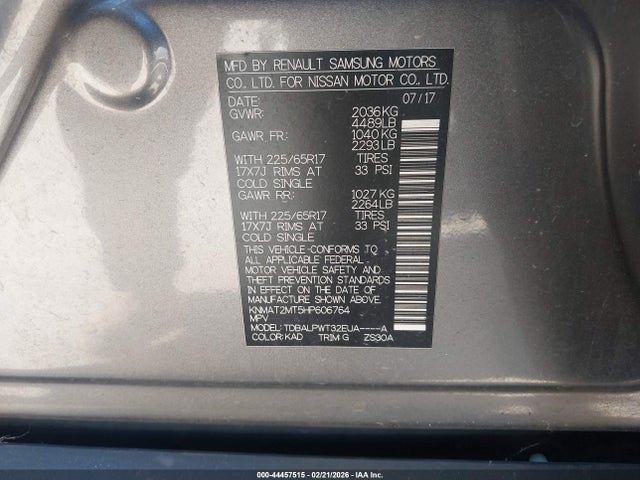 MFD BY RENAULT SAMSUNG MOTORS
CO., LTD. FOR NISSAN MOTOR CO., LTD.
DATE: 07/17
GVWR: 2036KG
4489LB
GAWR FR: 1040KG
2293LB
WITH 225/65R17 TIRES
17X7J RIMS AT 33 PSI
COLD SINGLE
GAWR RR: 1027KG
2264LB
WITH 225/65R17 TIRES
17X7J RIMS AT 33 PSI
COLD SINGLE
THIS VEHICLE CONFORMS TO
ALL APPLICABLE FEDERAL
MOTOR VEHICLE SAFETY AND
THEFT PREVENTION STANDARDS
IN EFFECT ON THE DATE OF
MANUFACTURE SHOWN ABOVE.
KNMAT2MT5HP606764
MPV
MODEL: TDBALPWT32EUA----A
COLOR: KAD TRIM: G ZS30A
000-44457515 - 02/21/2026 - IAA Inc.